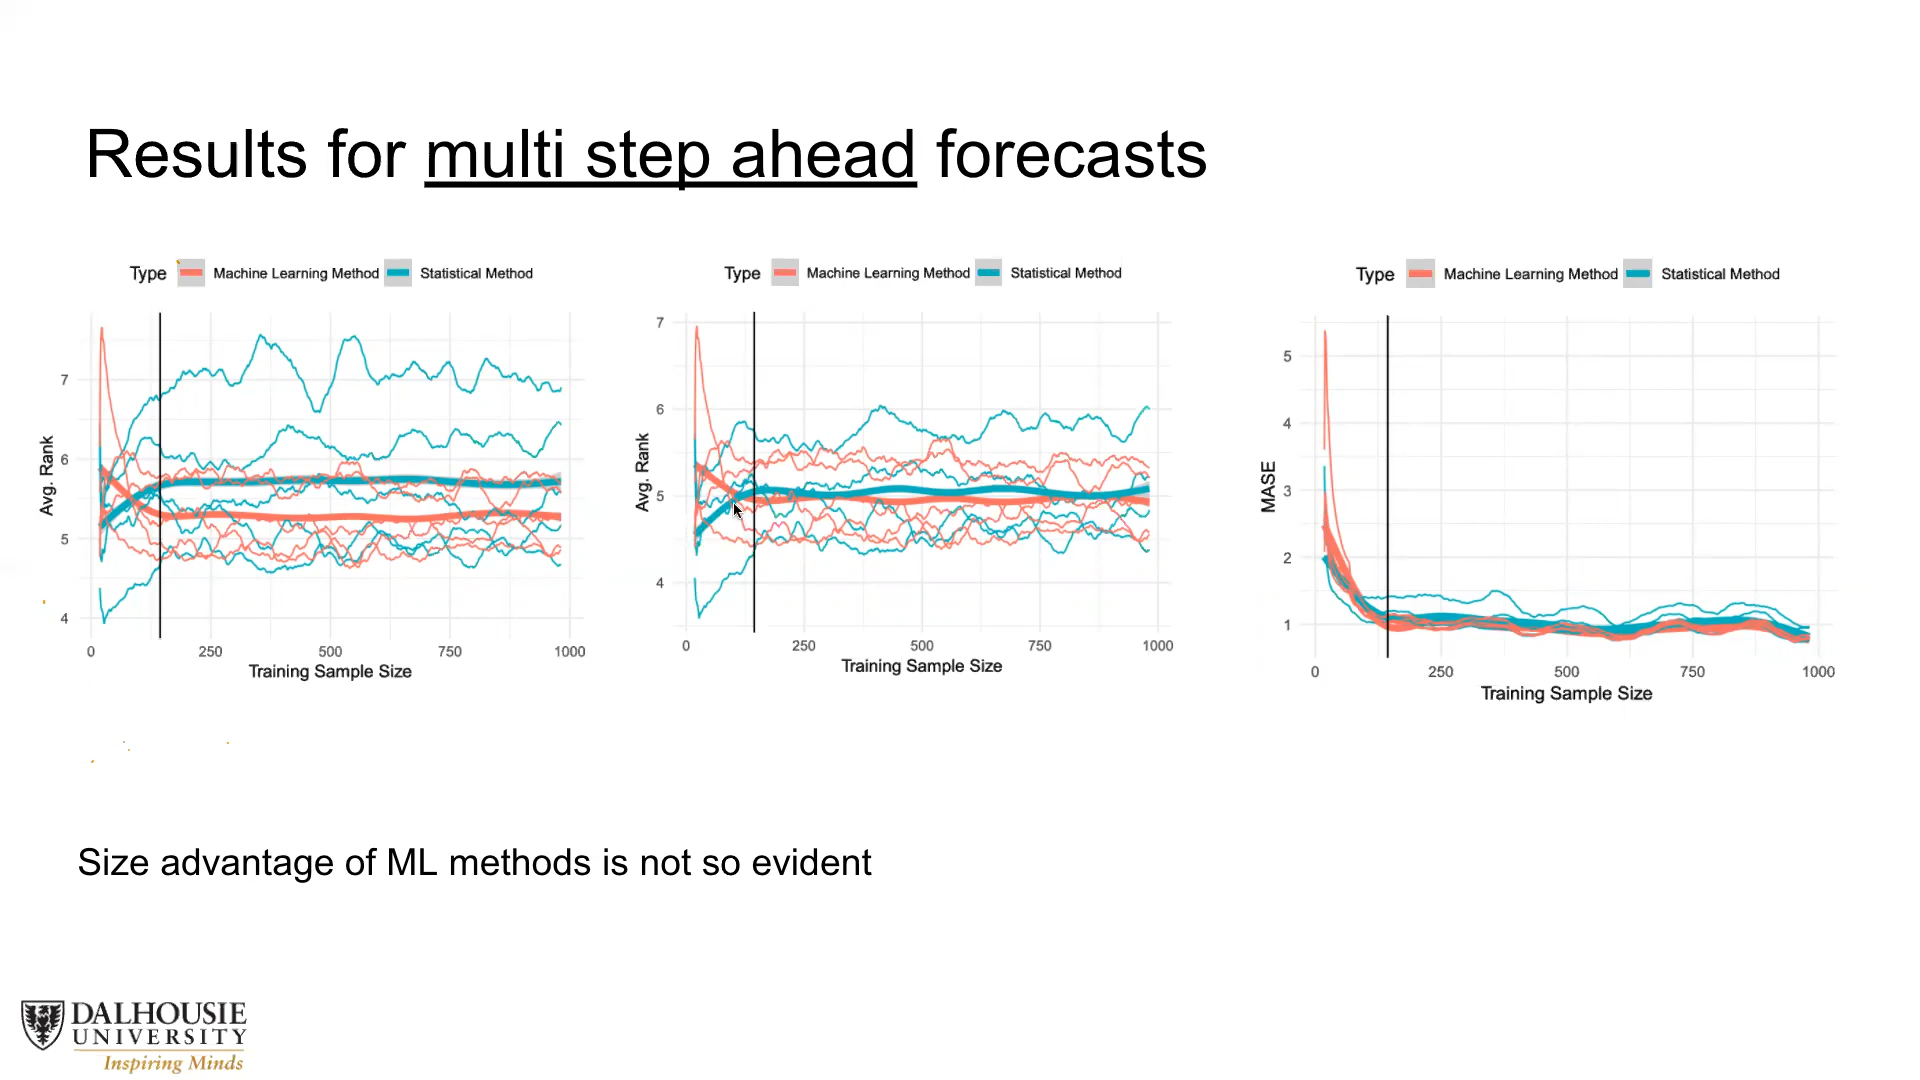 Results for multi step ahead forecasts
Type Machine Learning Method Statistical Method
Avg. Rank
7
6
5
4
0 250 500 750 1000
Training Sample Size
Type Machine Learning Method Statistical Method
Avg. Rank
7
6
5
4
0 250 500 750 1000
Training Sample Size
Type Machine Learning Method Statistical Method
MASE
5
4
3
2
1
0 250 500 750 1000
Training Sample Size
Size advantage of ML methods is not so evident
DALHOUSIE
UNIVERSITY
Inspiring Minds